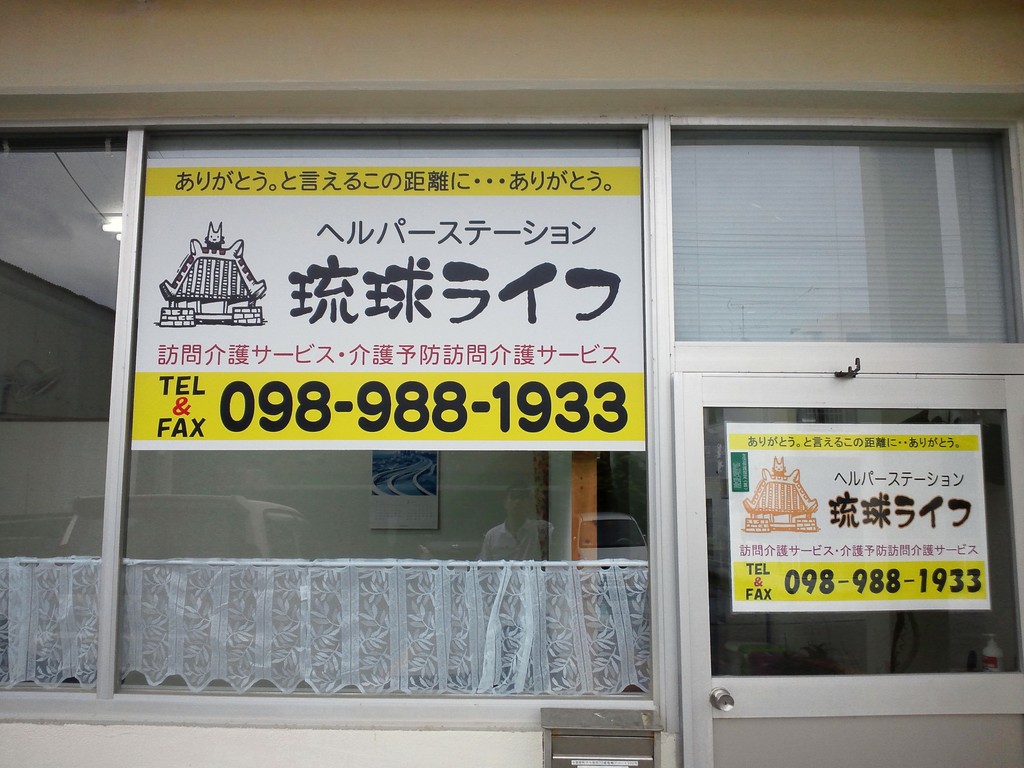 ありがとう。と言えるこの距離に・・・ありがとう。
ヘルパーステーション
琉球ライフ
訪問介護サービス・介護予防訪問介護サービス
TEL & FAX 098-988-1933
ありがとう。と言えるこの距離に・・ありがとう。
ヘルパーステーション
琉球ライフ
訪問介護サービス・介護予防訪問介護サービス
TEL & FAX 098-988-1933